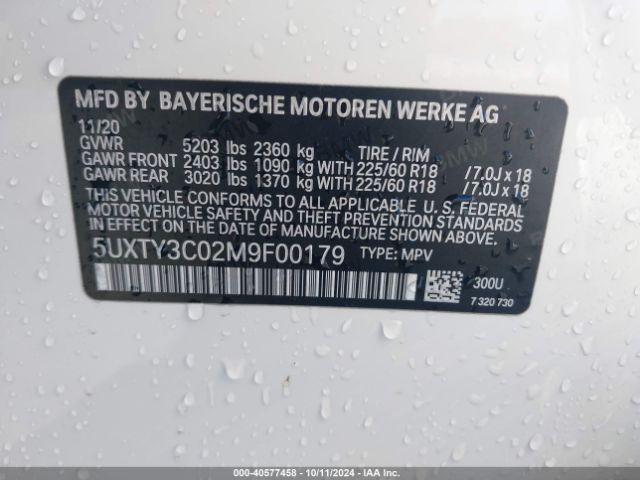 MFD BY BAYERISCHE MOTOREN WERKE AG
11/20
GVWR 5203 lbs 2360 kg TIRE / RIM
GAWR FRONT 2403 lbs 1090 kg WITH 225/60 R18 /7.0J x 18
GAWR REAR 3020 lbs 1370 kg WITH 225/60 R18 /7.0J x 18
THIS VEHICLE CONFORMS TO ALL APPLICABLE U. S. FEDERAL
MOTOR VEHICLE SAFETY AND THEFT PREVENTION STANDARDS
IN EFFECT ON THE DATE OF MANUFACTURE SHOWN ABOVE.
5UXTY3C02M9F00179 TYPE: MPV
300U
7 320 730
000-40577458 - 10/11/2024 - IAA Inc.